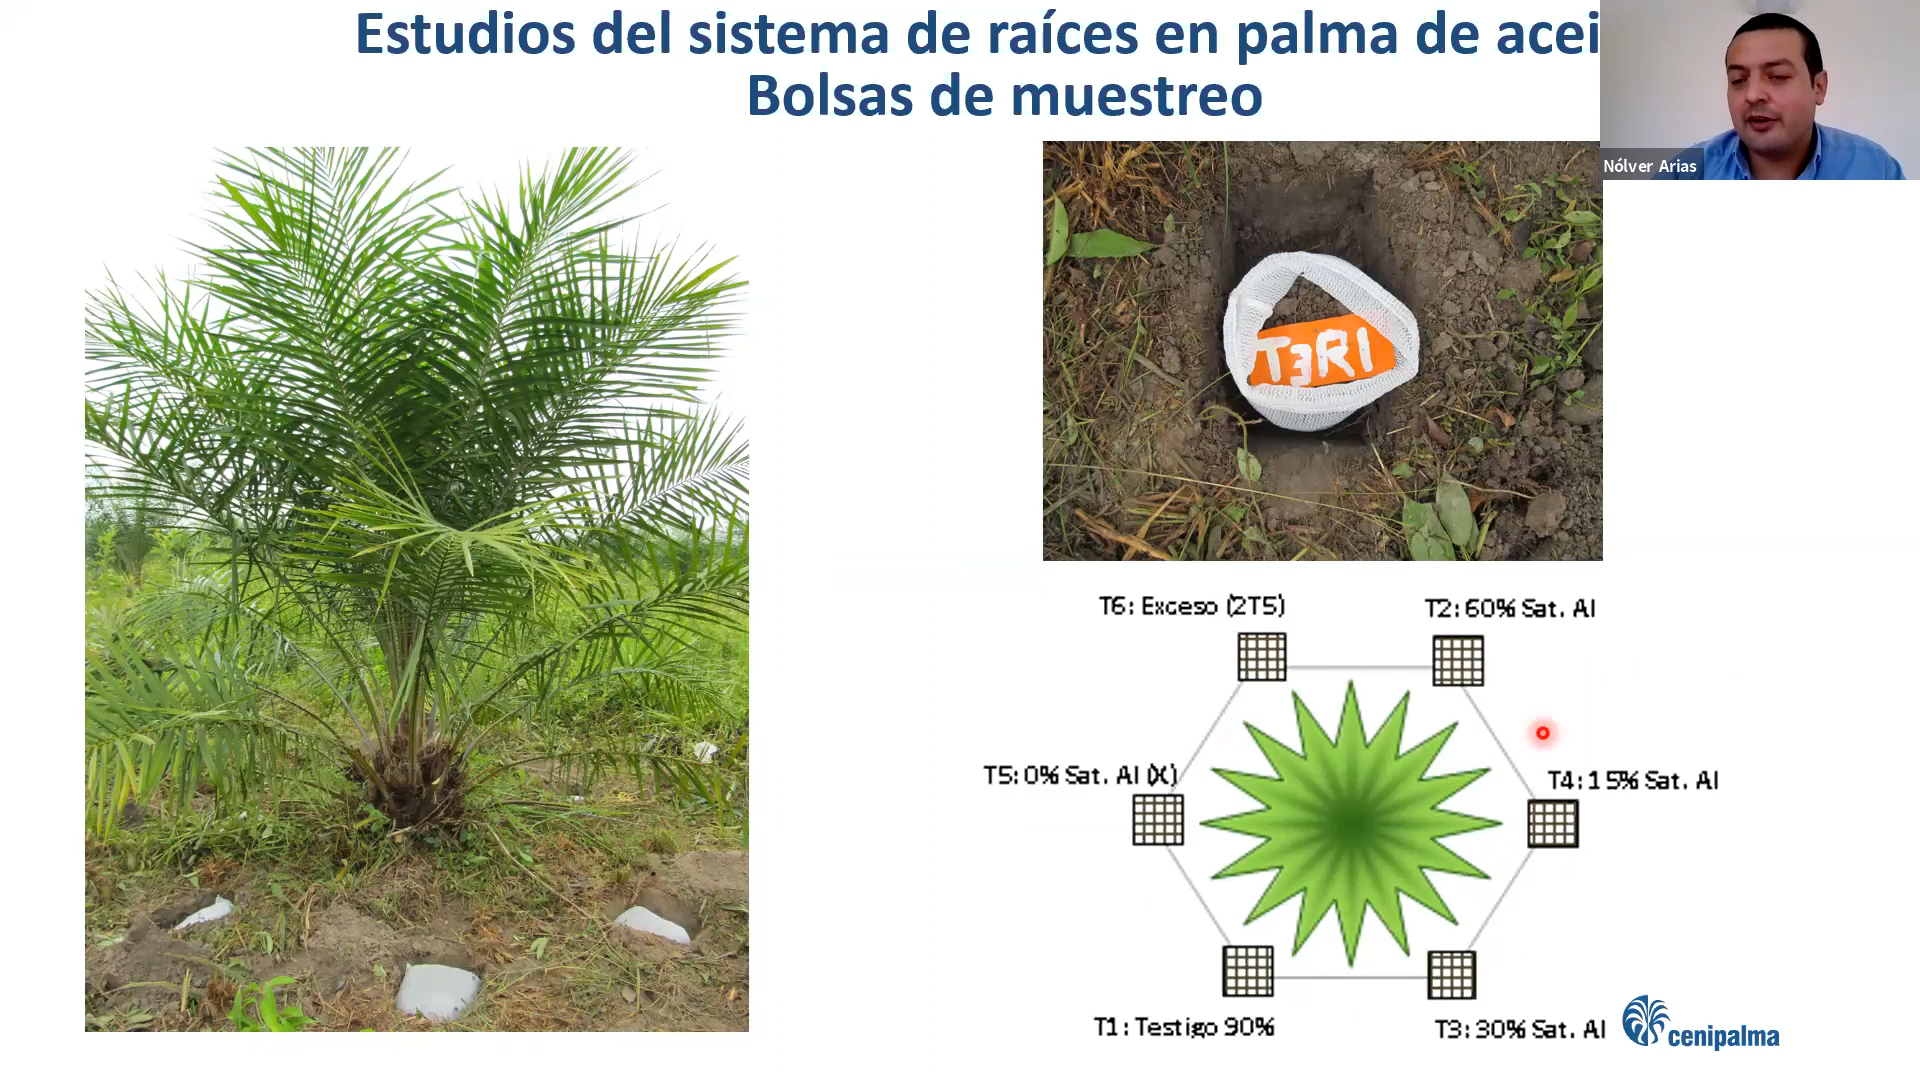 Estudios del sistema de raíces en palma de acei
Bolsas de muestreo
Nólver Arias
T3R1
T6: Exceso (2T5)
T2: 60% Sat. Al
T5: 0% Sat. Al (X)
T4: 15% Sat. Al
T1: Testigo 90%
T3: 30% Sat. Al
cenipalma